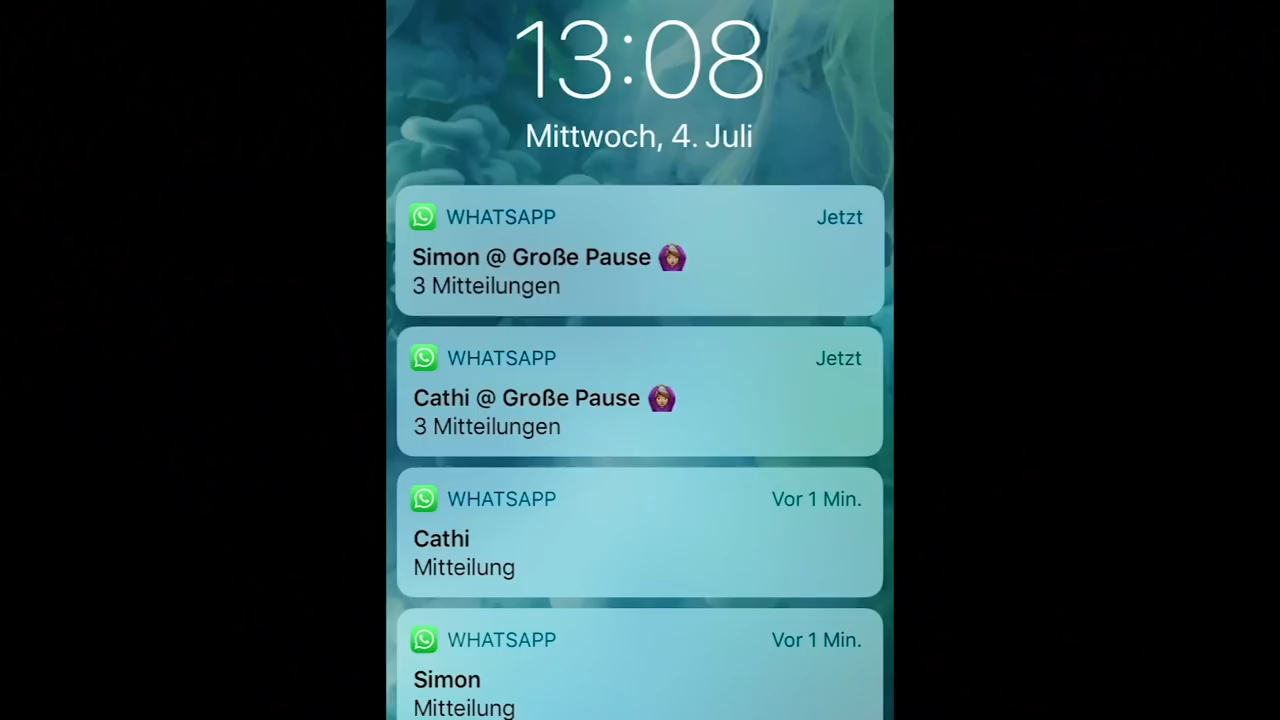 13:08
Mittwoch, 4. Juli
WHATSAPP Jetzt
Simon @ Große Pause 🙆🏽
3 Mitteilungen
WHATSAPP Jetzt
Cathi @ Große Pause 🙆🏽
3 Mitteilungen
WHATSAPP Vor 1 Min.
Cathi
Mitteilung
WHATSAPP Vor 1 Min.
Simon
Mitteilung